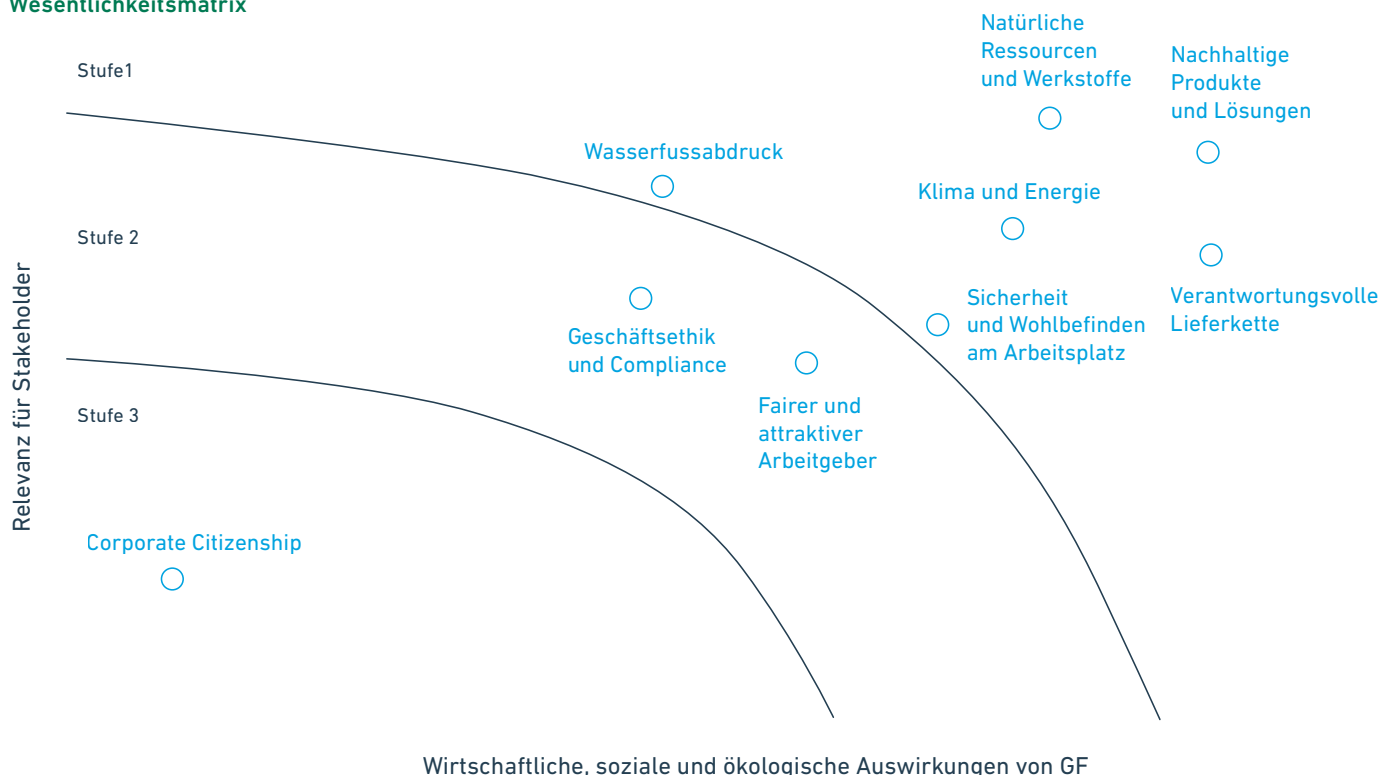 Wesentlichkeitsmatrix
Stufe1
Stufe 2
Stufe 3
Relevanz für Stakeholder
Natürliche
Ressourcen
und Werkstoffe
Nachhaltige
Produkte
und Lösungen
Wasserfussabdruck
Klima und Energie
Sicherheit
und Wohlbefinden
am Arbeitsplatz
Verantwortungsvolle
Lieferkette
Geschäftsethik
und Compliance
Fairer und
attraktiver
Arbeitgeber
Corporate Citizenship
Wirtschaftliche, soziale und ökologische Auswirkungen von GF